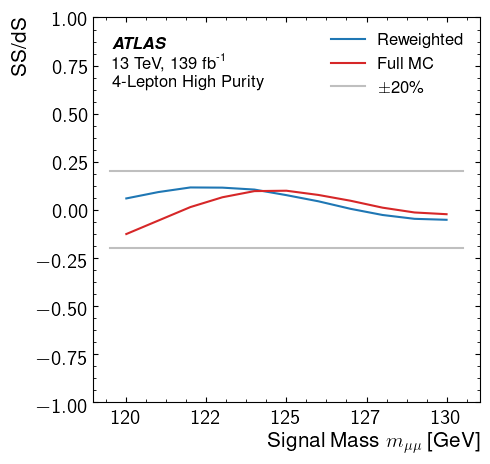 SS/dS
1.00
0.75
0.50
0.25
0.00
−0.25
−0.50
−0.75
−1.00
ATLAS
13 TeV, 139 fb⁻¹
4-Lepton High Purity
Reweighted
Full MC
±20%
120 122 125 127 130
Signal Mass m_μμ [GeV]